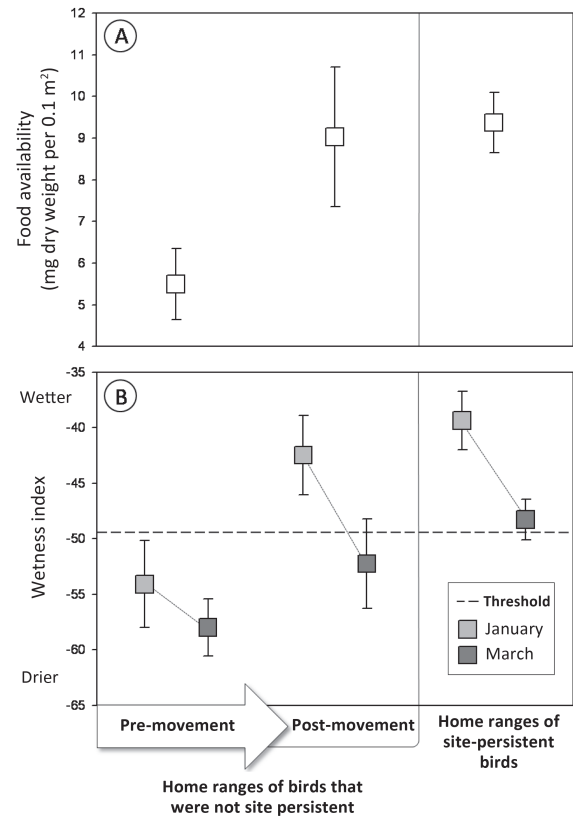 A
Food availability
(mg dry weight per 0.1 m²)
12
11
10
9
8
7
6
5
4
B
Wetter
Wetness index
Drier
-35
-40
-45
-50
-55
-60
-65
Threshold
January
March
Pre-movement
Post-movement
Home ranges of
site-persistent
birds
Home ranges of birds that
were not site persistent